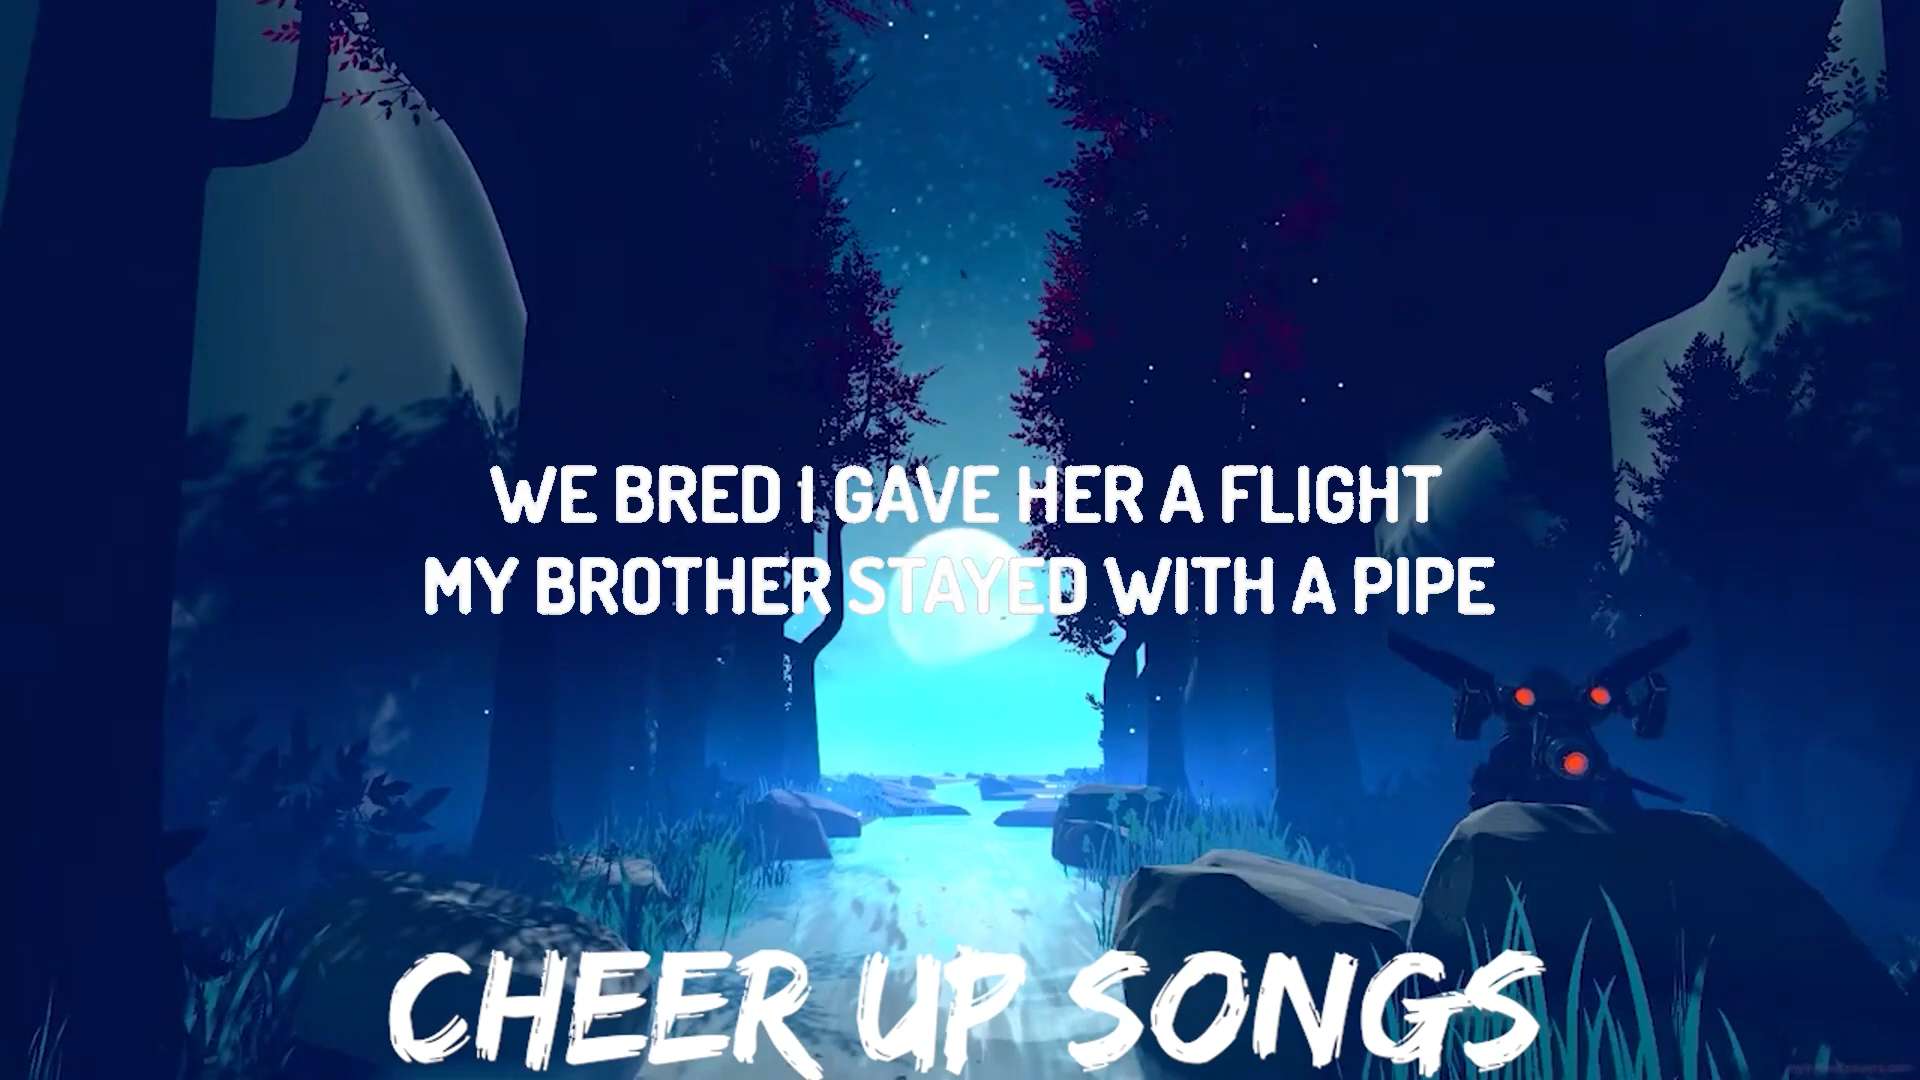 WE BRED I GAVE HER A FLIGHT
MY BROTHER STAYED WITH A PIPE
CHEER UP SONGS